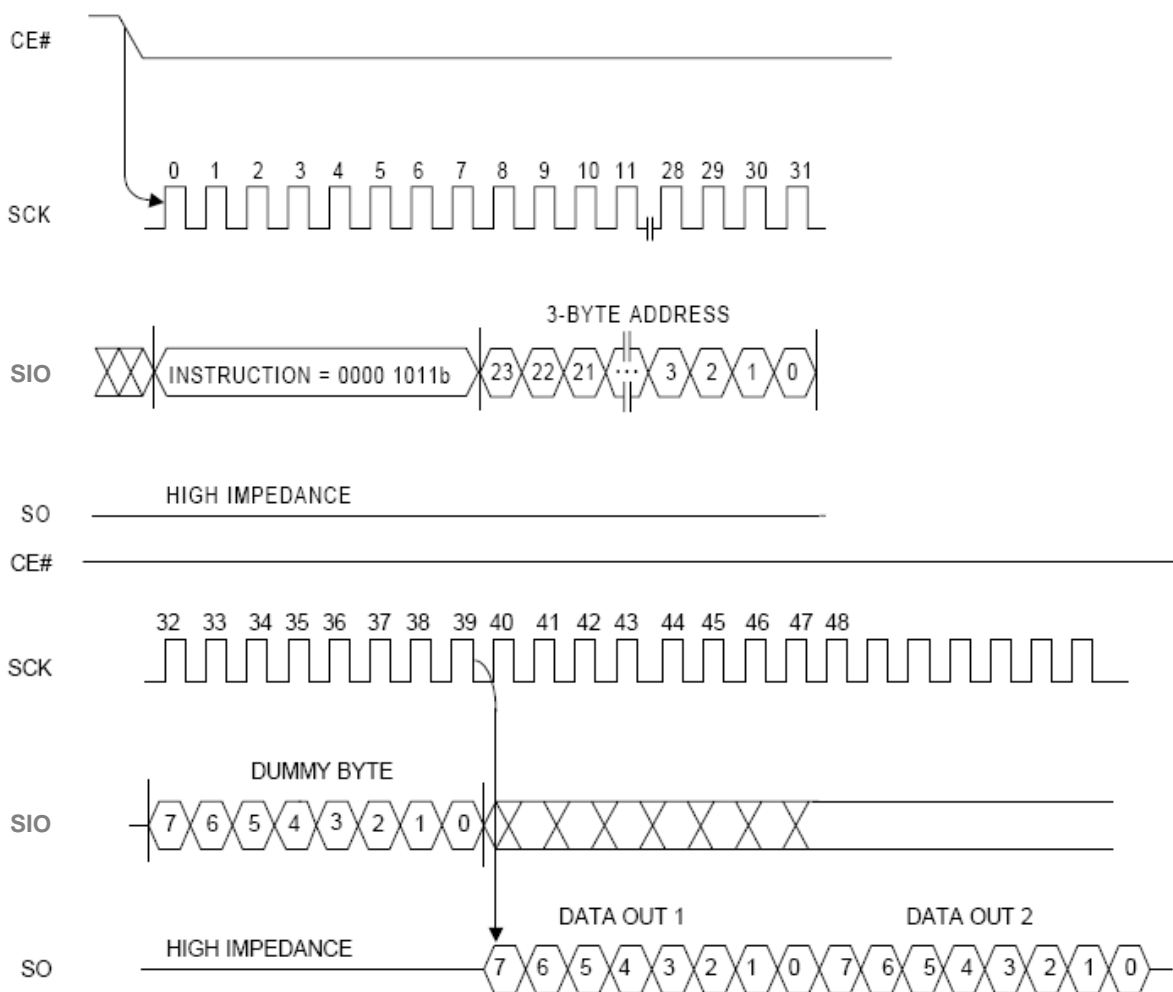 CE#
0 1 2 3 4 5 6 7 8 9 10 11 28 29 30 31
SCK
3-BYTE ADDRESS
SIO INSTRUCTION = 0000 1011b 23 22 21 ... 3 2 1 0
HIGH IMPEDANCE
SO
CE#
32 33 34 35 36 37 38 39 40 41 42 43 44 45 46 47 48
SCK
DUMMY BYTE
SIO 7 6 5 4 3 2 1 0
DATA OUT 1 DATA OUT 2
HIGH IMPEDANCE
SO 7 6 5 4 3 2 1 0 7 6 5 4 3 2 1 0